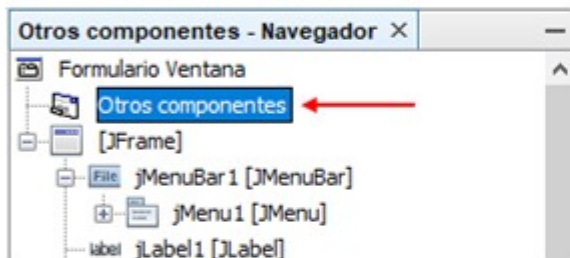 Otros componentes - Navegador ×
Formulario Ventana
Otros componentes
[JFrame]
File jMenuBar1 [JMenuBar]
jMenu1 [JMenu]
label jLabel1 [JLabel]